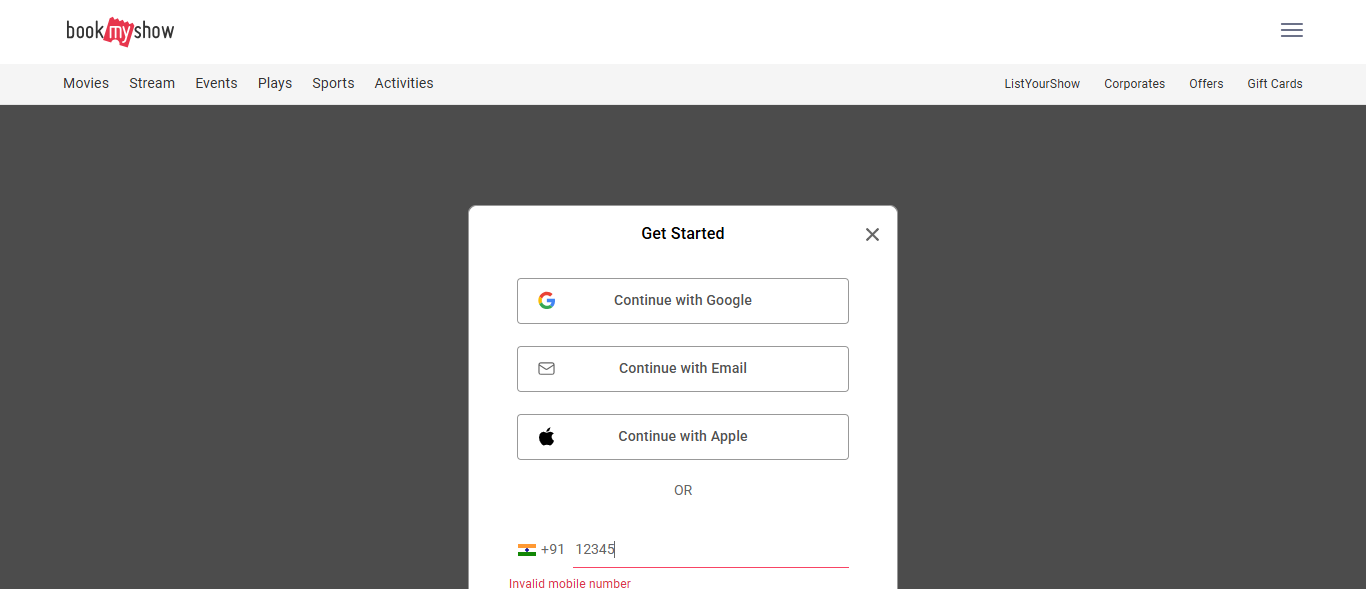 bookmyshow
Movies Stream Events Plays Sports Activities ListYourShow Corporates Offers Gift Cards
Get Started
Continue with Google
Continue with Email
Continue with Apple
OR
+91 12345
Invalid mobile number